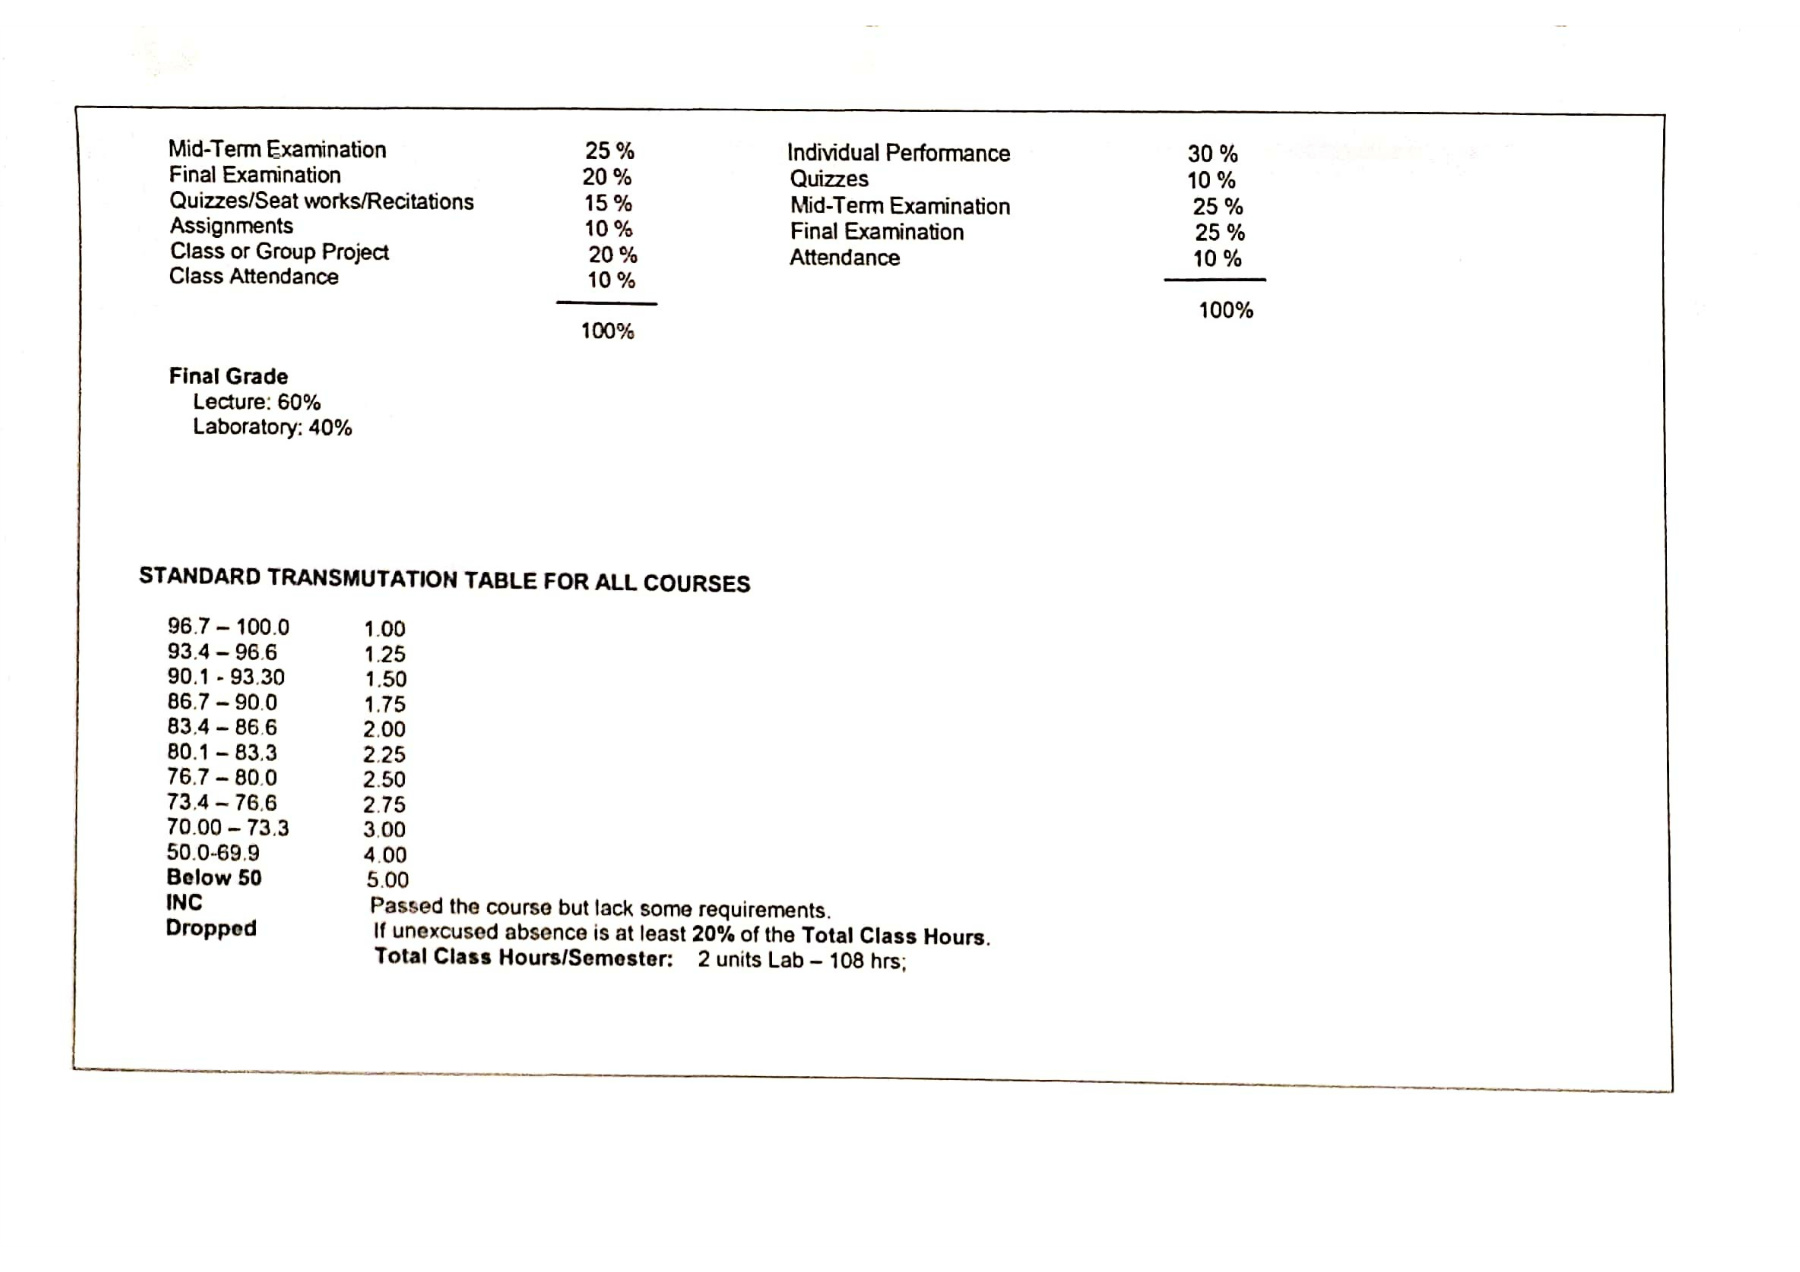 Mid-Term Examination 25 %
Final Examination 20 %
Quizzes/Seat works/Recitations 15 %
Assignments 10 %
Class or Group Project 20 %
Class Attendance 10 %
100%
Individual Performance 30 %
Quizzes 10 %
Mid-Term Examination 25 %
Final Examination 25 %
Attendance 10 %
100%
Final Grade
Lecture: 60%
Laboratory: 40%
STANDARD TRANSMUTATION TABLE FOR ALL COURSES
96.7 – 100.0 1.00
93.4 – 96.6 1.25
90.1 - 93.30 1.50
86.7 – 90.0 1.75
83.4 – 86.6 2.00
80.1 – 83.3 2.25
76.7 – 80.0 2.50
73.4 – 76.6 2.75
70.00 – 73.3 3.00
50.0-69.9 4.00
Below 50 5.00
INC Passed the course but lack some requirements.
Dropped If unexcused absence is at least 20% of the Total Class Hours.
Total Class Hours/Semester: 2 units Lab – 108 hrs;